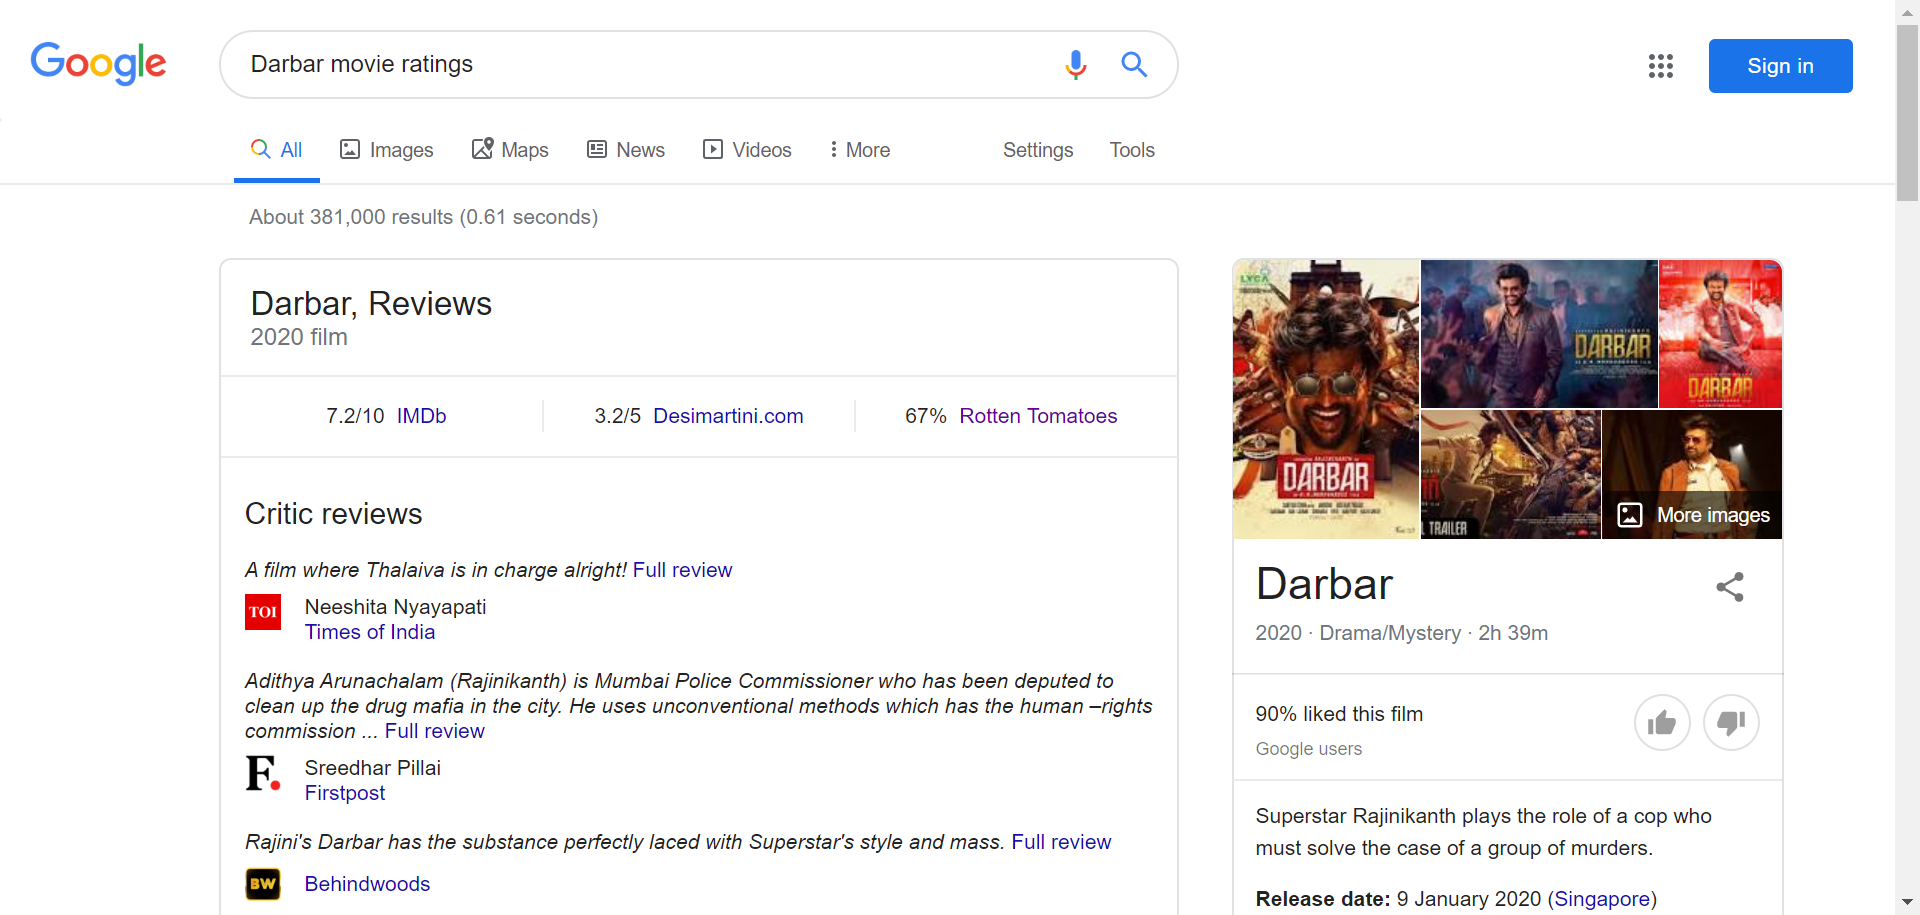 Google
Darbar movie ratings
Sign in
All
Images
Maps
News
Videos
More
Settings
Tools
About 381,000 results (0.61 seconds)
Darbar, Reviews
2020 film
7.2/10 IMDb
3.2/5 Desimartini.com
67% Rotten Tomatoes
Critic reviews
A film where Thalaiva is in charge alright! Full review
TOI
Neeshita Nyayapati
Times of India
Adithya Arunachalam (Rajinikanth) is Mumbai Police Commissioner who has been deputed to
clean up the drug mafia in the city. He uses unconventional methods which has the human –rights
commission ... Full review
F.
Sreedhar Pillai
Firstpost
Rajini's Darbar has the substance perfectly laced with Superstar's style and mass. Full review
BW
Behindwoods
LYCA
DARBAR
DARBAR
DARBAR
TRAILER
More images
Darbar
2020 · Drama/Mystery · 2h 39m
90% liked this film
Google users
Superstar Rajinikanth plays the role of a cop who
must solve the case of a group of murders.
Release date: 9 January 2020 (Singapore)